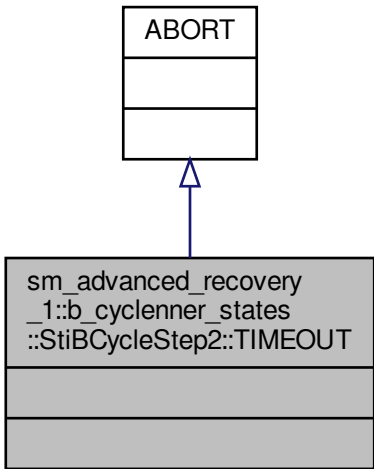 ABORT
sm_advanced_recovery
_1::b_cyclenner_states
::StiBCycleStep2::TIMEOUT